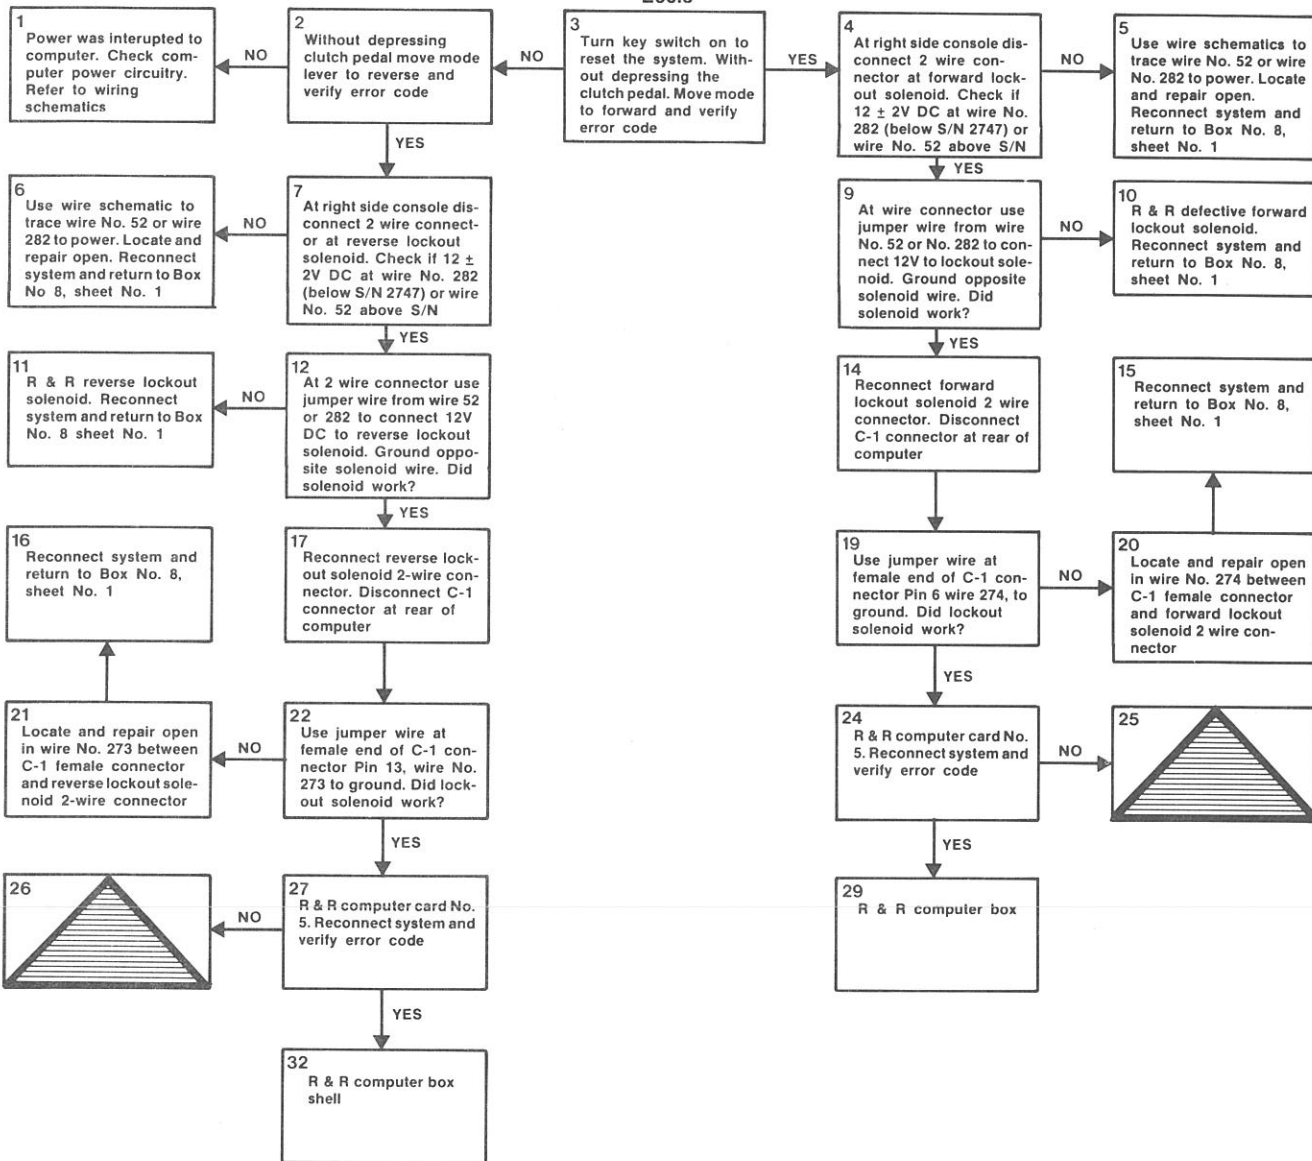 1
Power was interupted to
computer. Check com-
puter power circuitry.
Refer to wiring
schematics
NO
2
Without depressing
clutch pedal move mode
lever to reverse and
verify error code
NO
3
Turn key switch on to
reset the system. With-
out depressing the
clutch pedal. Move mode
to forward and verify
error code
YES
4
At right side console dis-
connect 2 wire con-
nector at forward lock-
out solenoid. Check if
12 ± 2V DC at wire No.
282 (below S/N 2747) or
wire No. 52 above S/N
NO
5
Use wire schematics to
trace wire No. 52 or wire
No. 282 to power. Locate
and repair open.
Reconnect system and
return to Box No. 8,
sheet No. 1
YES
YES
6
Use wire schematic to
trace wire No. 52 or wire
282 to power. Locate and
repair open. Reconnect
system and return to Box
No 8, sheet No. 1
NO
7
At right side console dis-
connect 2 wire connect-
or at reverse lockout
solenoid. Check if 12 ±
2V DC at wire No. 282
(below S/N 2747) or wire
No. 52 above S/N
9
At wire connector use
jumper wire from wire
No. 52 or No. 282 to con-
nect 12V to lockout sole-
noid. Ground opposite
solenoid wire. Did
solenoid work?
NO
10
R & R defective forward
lockout solenoid.
Reconnect system and
return to Box No. 8,
sheet No. 1
YES
YES
11
R & R reverse lockout
solenoid. Reconnect
system and return to Box
No. 8 sheet No. 1
NO
12
At 2 wire connector use
jumper wire from wire 52
or 282 to connect 12V
DC to reverse lockout
solenoid. Ground oppo-
site solenoid wire. Did
solenoid work?
14
Reconnect forward
lockout solenoid 2 wire
connector. Disconnect
C-1 connector at rear of
computer
15
Reconnect system and
return to Box No. 8,
sheet No. 1
YES
16
Reconnect system and
return to Box No. 8,
sheet No. 1
17
Reconnect reverse lock-
out solenoid 2-wire con-
nector. Disconnect C-1
connector at rear of
computer
19
Use jumper wire at
female end of C-1 con-
nector Pin 6 wire 274, to
ground. Did lockout
solenoid work?
NO
20
Locate and repair open
in wire No. 274 between
C-1 female connector
and forward lockout
solenoid 2 wire con-
nector
YES
21
Locate and repair open
in wire No. 273 between
C-1 female connector
and reverse lockout sole-
noid 2-wire connector
NO
22
Use jumper wire at
female end of C-1 con-
nector Pin 13, wire No.
273 to ground. Did lock-
out solenoid work?
24
R & R computer card No.
5. Reconnect system and
verify error code
NO
25
YES
YES
26
NO
27
R & R computer card No.
5. Reconnect system and
verify error code
29
R & R computer box
YES
32
R & R computer box
shell